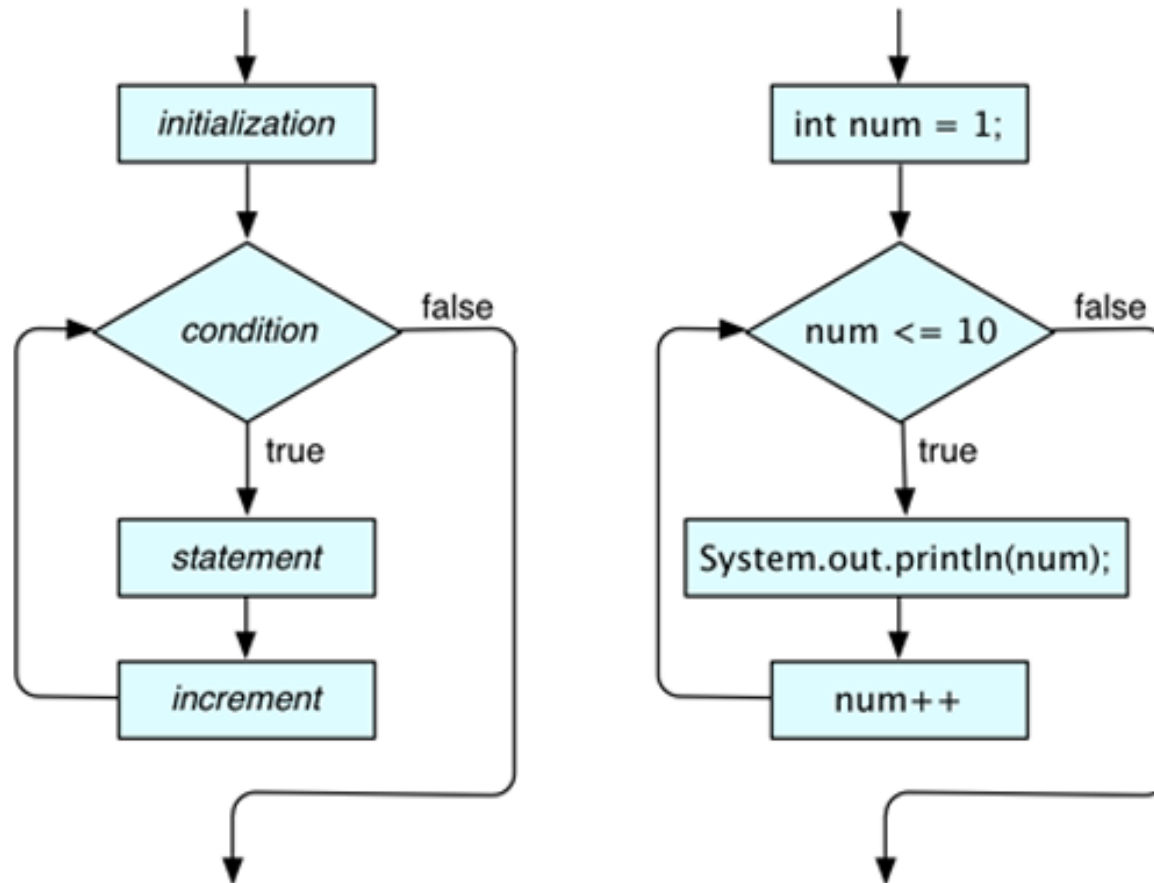 initialization
condition
false
true
statement
increment
int num = 1;
num <= 10
false
true
System.out.println(num);
num++